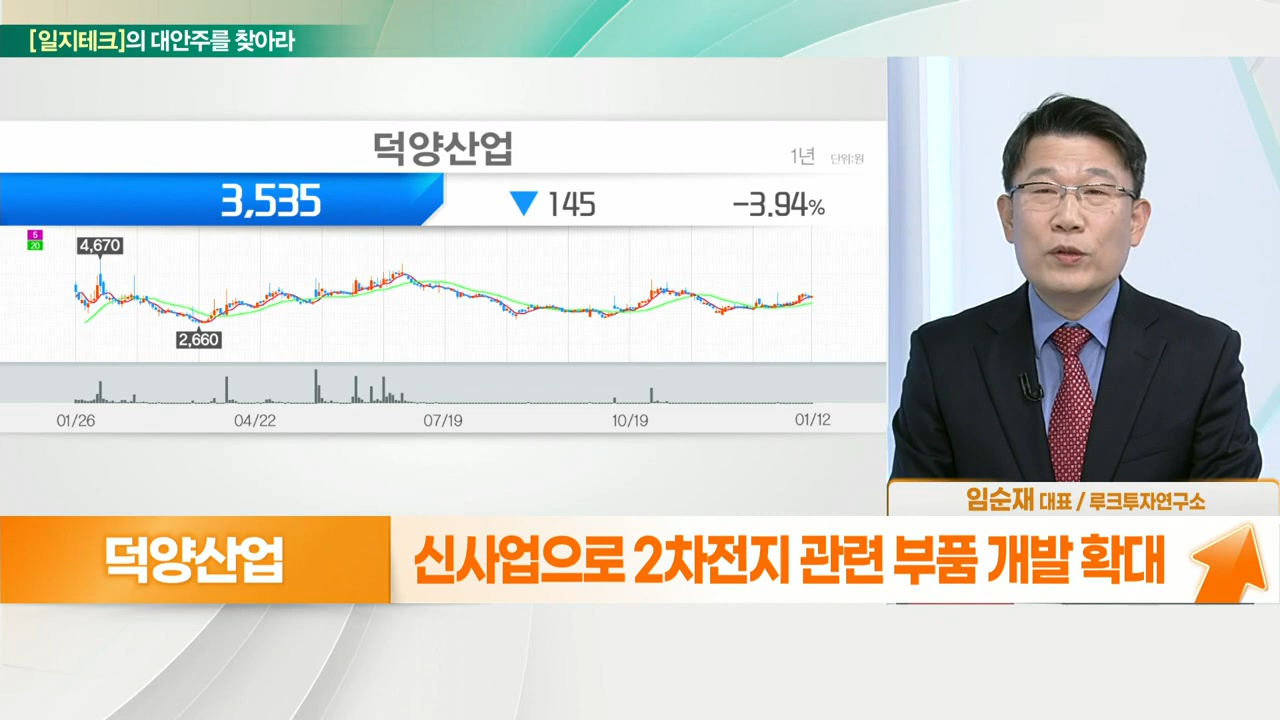 [일지테크]의 대안주를 찾아라
덕양산업
1년 단위:원
3,535 ▼ 145 -3.94%
5
20
4,670
2,660
01/26 04/22 07/19 10/19 01/12
임순재 대표 / 루크투자연구소
덕양산업 신사업으로 2차전지 관련 부품 개발 확대